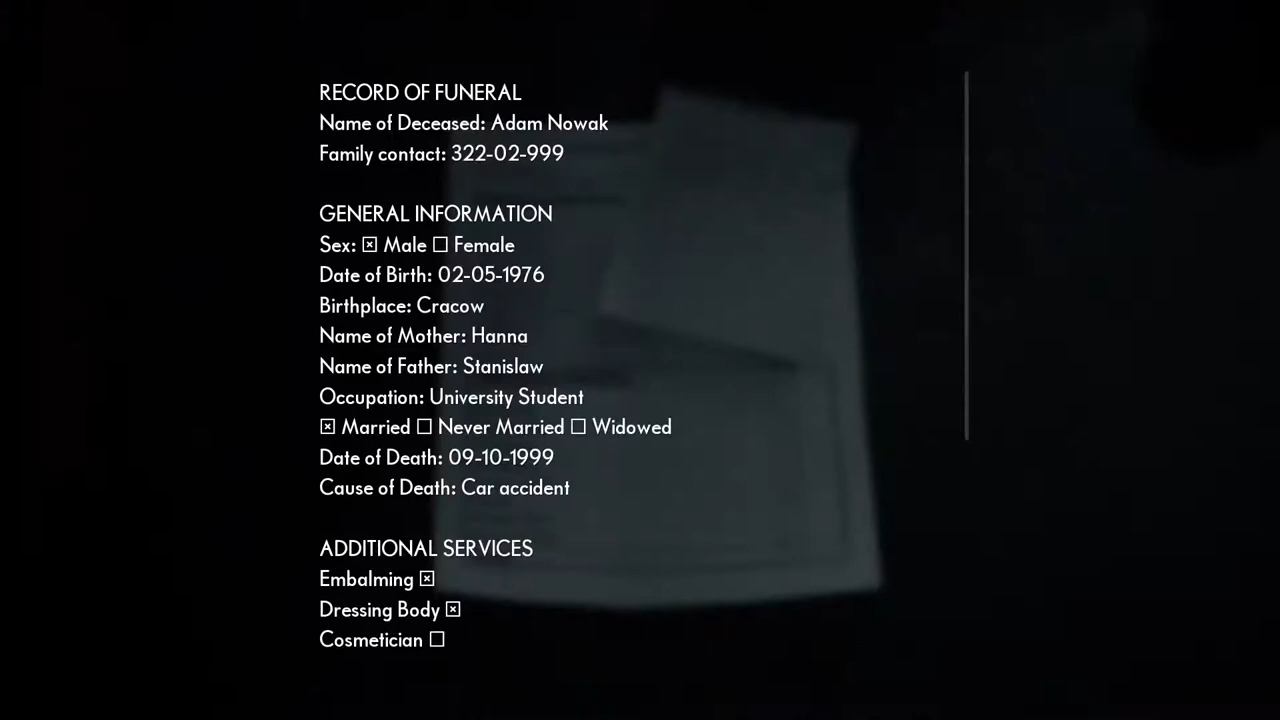 RECORD OF FUNERAL
Name of Deceased: Adam Nowak
Family contact: 322-02-999
GENERAL INFORMATION
Sex: ☒ Male ☐ Female
Date of Birth: 02-05-1976
Birthplace: Cracow
Name of Mother: Hanna
Name of Father: Stanislaw
Occupation: University Student
☒ Married ☐ Never Married ☐ Widowed
Date of Death: 09-10-1999
Cause of Death: Car accident
ADDITIONAL SERVICES
Embalming ☒
Dressing Body ☒
Cosmetician ☐